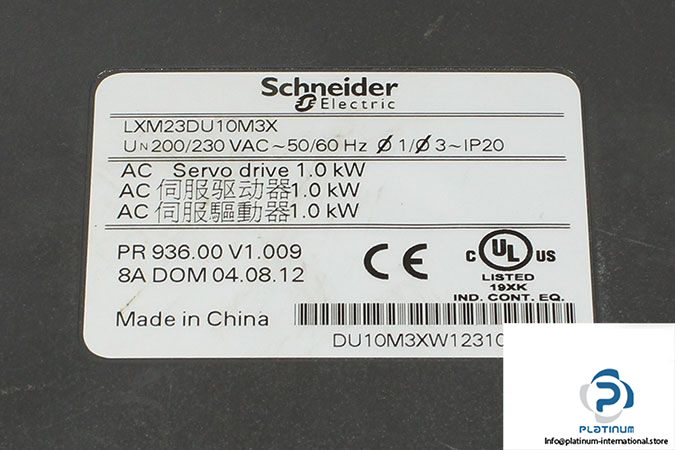 Schneider
Electric
LXM23DU10M3X
UN 200/230 VAC ~50/60 Hz Ø 1/Ø 3~IP20
AC Servo drive 1.0 kW
AC 伺服驱动器1.0 kW
AC 伺服驅動器1.0 kW
PR 936.00 V1.009
8A DOM 04.08.12
CE
C UL US
LISTED
19XK
IND. CONT. EQ.
Made in China
DU10M3XW1231
PLATINUM
Info@platinum-international.store